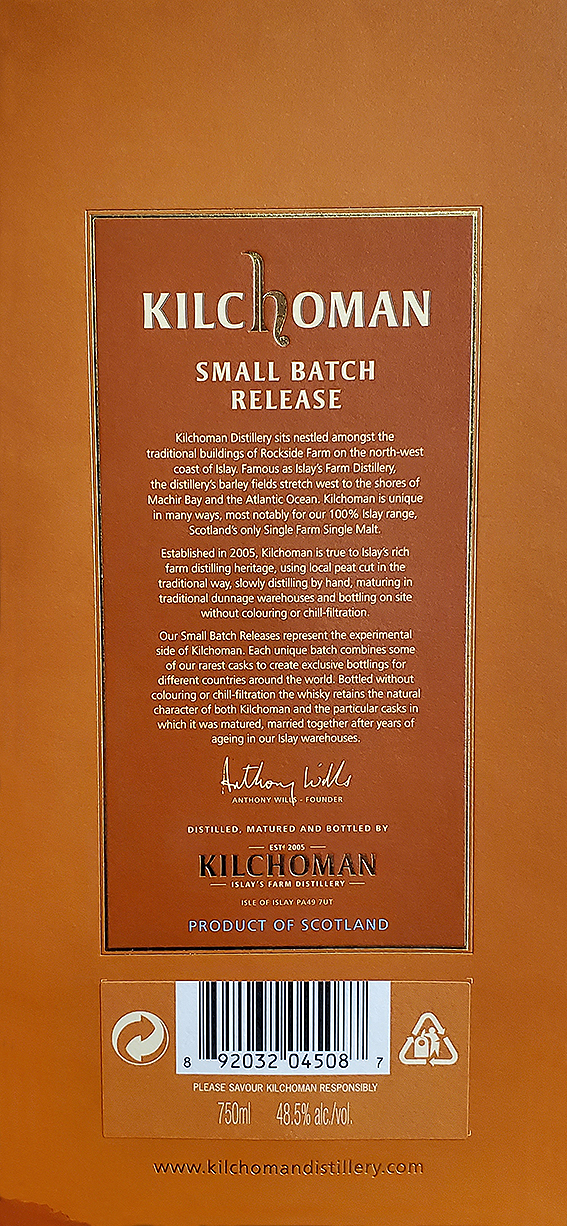 KILCHOMAN
SMALL BATCH
RELEASE
Kilchoman Distillery sits nestled amongst the
traditional buildings of Rockside Farm on the north-west
coast of Islay. Famous as Islay's Farm Distillery,
the distillery's barley fields stretch west to the shores of
Machir Bay and the Atlantic Ocean. Kilchoman is unique
in many ways, most notably for our 100% Islay range,
Scotland's only Single Farm Single Malt.
Established in 2005, Kilchoman is true to Islay's rich
farm distilling heritage, using local peat cut in the
traditional way, slowly distilling by hand, maturing in
traditional dunnage warehouses and bottling on site
without colouring or chill-filtration.
Our Small Batch Releases represent the experimental
side of Kilchoman. Each unique batch combines some
of our rarest casks to create exclusive bottlings for
different countries around the world. Bottled without
colouring or chill-filtration the whisky retains the natural
character of both Kilchoman and the particular casks in
which it was matured, married together after years of
ageing in our Islay warehouses.
Anthony Wills
ANTHONY WILLS - FOUNDER
DISTILLED, MATURED AND BOTTLED BY
ESTD 2005
KILCHOMAN
ISLAY'S FARM DISTILLERY
ISLE OF ISLAY PA49 7UT
PRODUCT OF SCOTLAND
8 92032 04508 7
PLEASE SAVOUR KILCHOMAN RESPONSIBLY
750ml 48.5% alc./vol.
www.kilchomandistillery.com